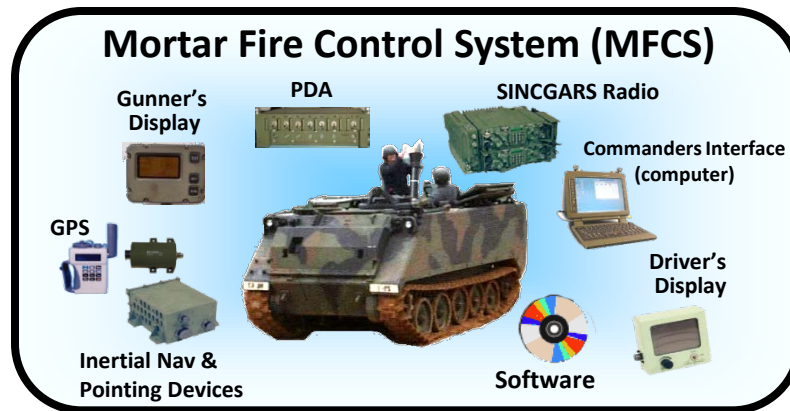 Mortar Fire Control System (MFCS)
Gunner's
Display
PDA
SINCGARS Radio
Commanders Interface
(computer)
GPS
Driver's
Display
Inertial Nav &
Pointing Devices
Software